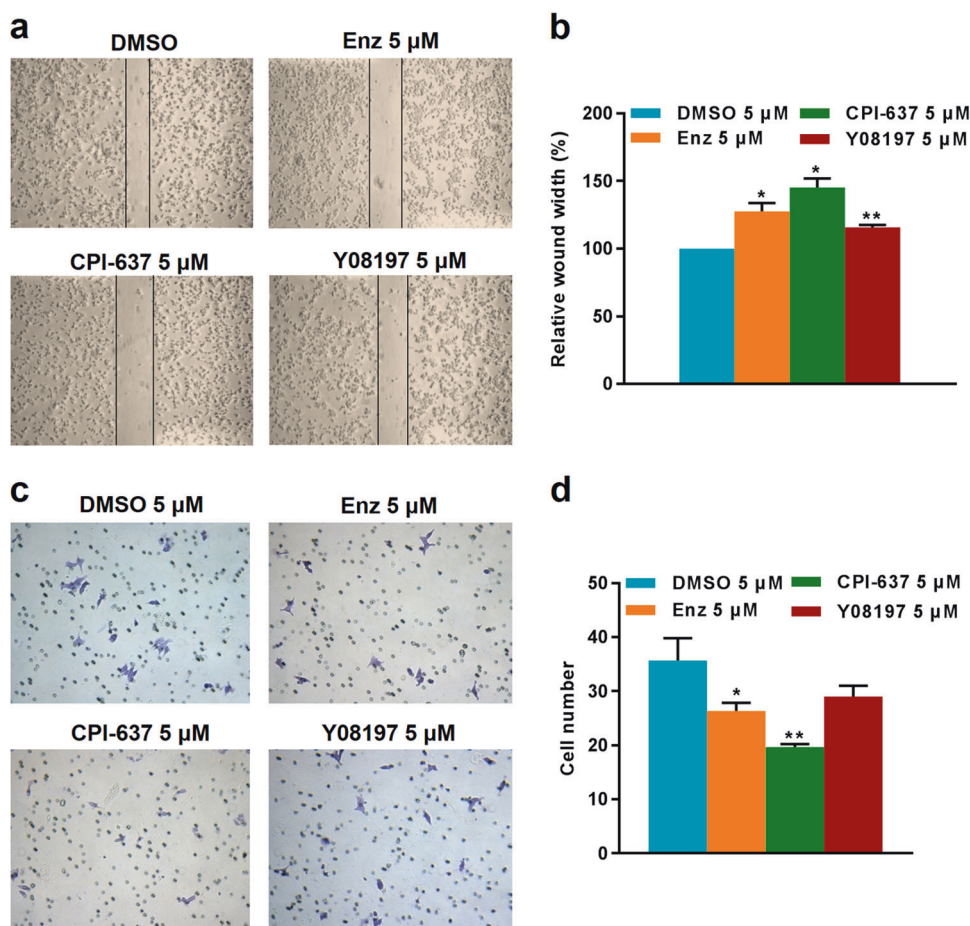 a
DMSO
Enz 5 µM
CPI-637 5 µM
Y08197 5 µM
b
Relative wound width (%)
200
150
100
50
0
DMSO 5 µM
CPI-637 5 µM
Enz 5 µM
Y08197 5 µM
*
*
**
c
DMSO 5 µM
Enz 5 µM
CPI-637 5 µM
Y08197 5 µM
d
Cell number
50
40
30
20
10
0
DMSO 5 µM
CPI-637 5 µM
Enz 5 µM
Y08197 5 µM
*
**